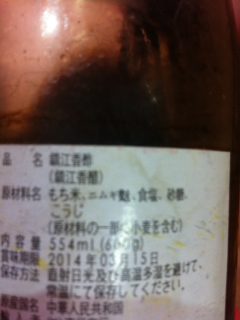 品 名 鎮江香酢
(鎮江香醋)
原材料名 もち米、ニムギ麩、食塩、砂糖、
こうじ
(原材料の一部に小麦を含む)
内 容 量 554mL(600g)
賞味期限 2014年03月15日
保存方法 直射日光及び高温多湿を避けて、
常温にて保存してください。
原産国名 中華人民共和国